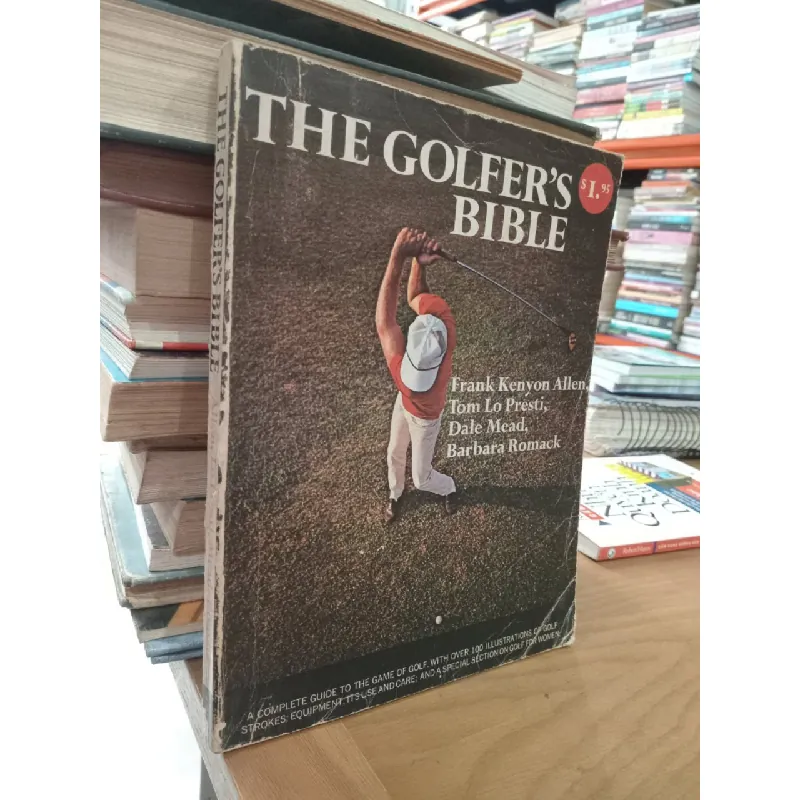 THE GOLFER'S
BIBLE
$1.95
Frank Kenyon Allen,
Tom Lo Presti,
Dale Mead,
Barbara Romack
A COMPLETE GUIDE TO THE GAME OF GOLF, WITH OVER 100 ILLUSTRATIONS OF GOLF
STROKES; EQUIPMENT, ITS USE AND CARE; AND A SPECIAL SECTION ON GOLF FOR WOMEN.
THE GOLFER'S BIBLE